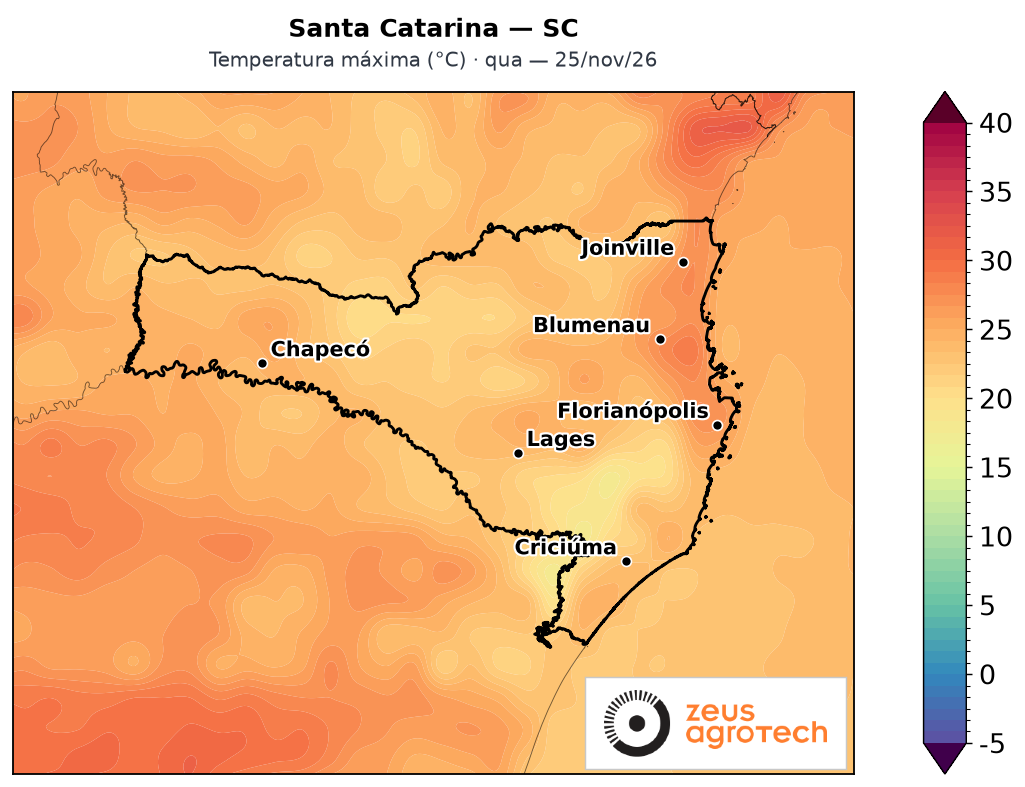 Santa Catarina — SC
Temperatura máxima (°C) · qua — 25/nov/26
Joinville
Blumenau
Chapecó
Florianópolis
Lages
Criciúma
zeus
agrotech
40
35
30
25
20
15
10
5
0
-5